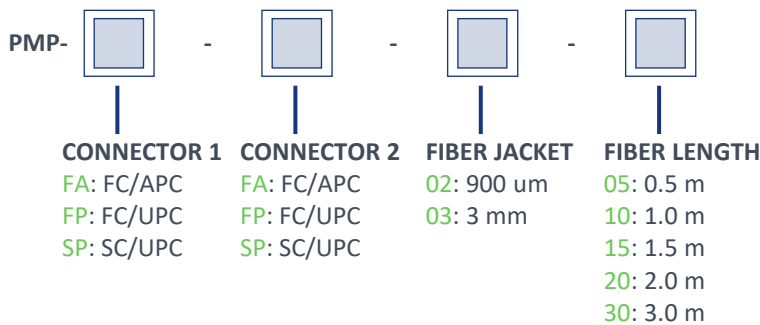 PMP- - - -
CONNECTOR 1 CONNECTOR 2 FIBER JACKET FIBER LENGTH
FA: FC/APC FA: FC/APC 02: 900 um 05: 0.5 m
FP: FC/UPC FP: FC/UPC 03: 3 mm 10: 1.0 m
SP: SC/UPC SP: SC/UPC 15: 1.5 m
20: 2.0 m
30: 3.0 m